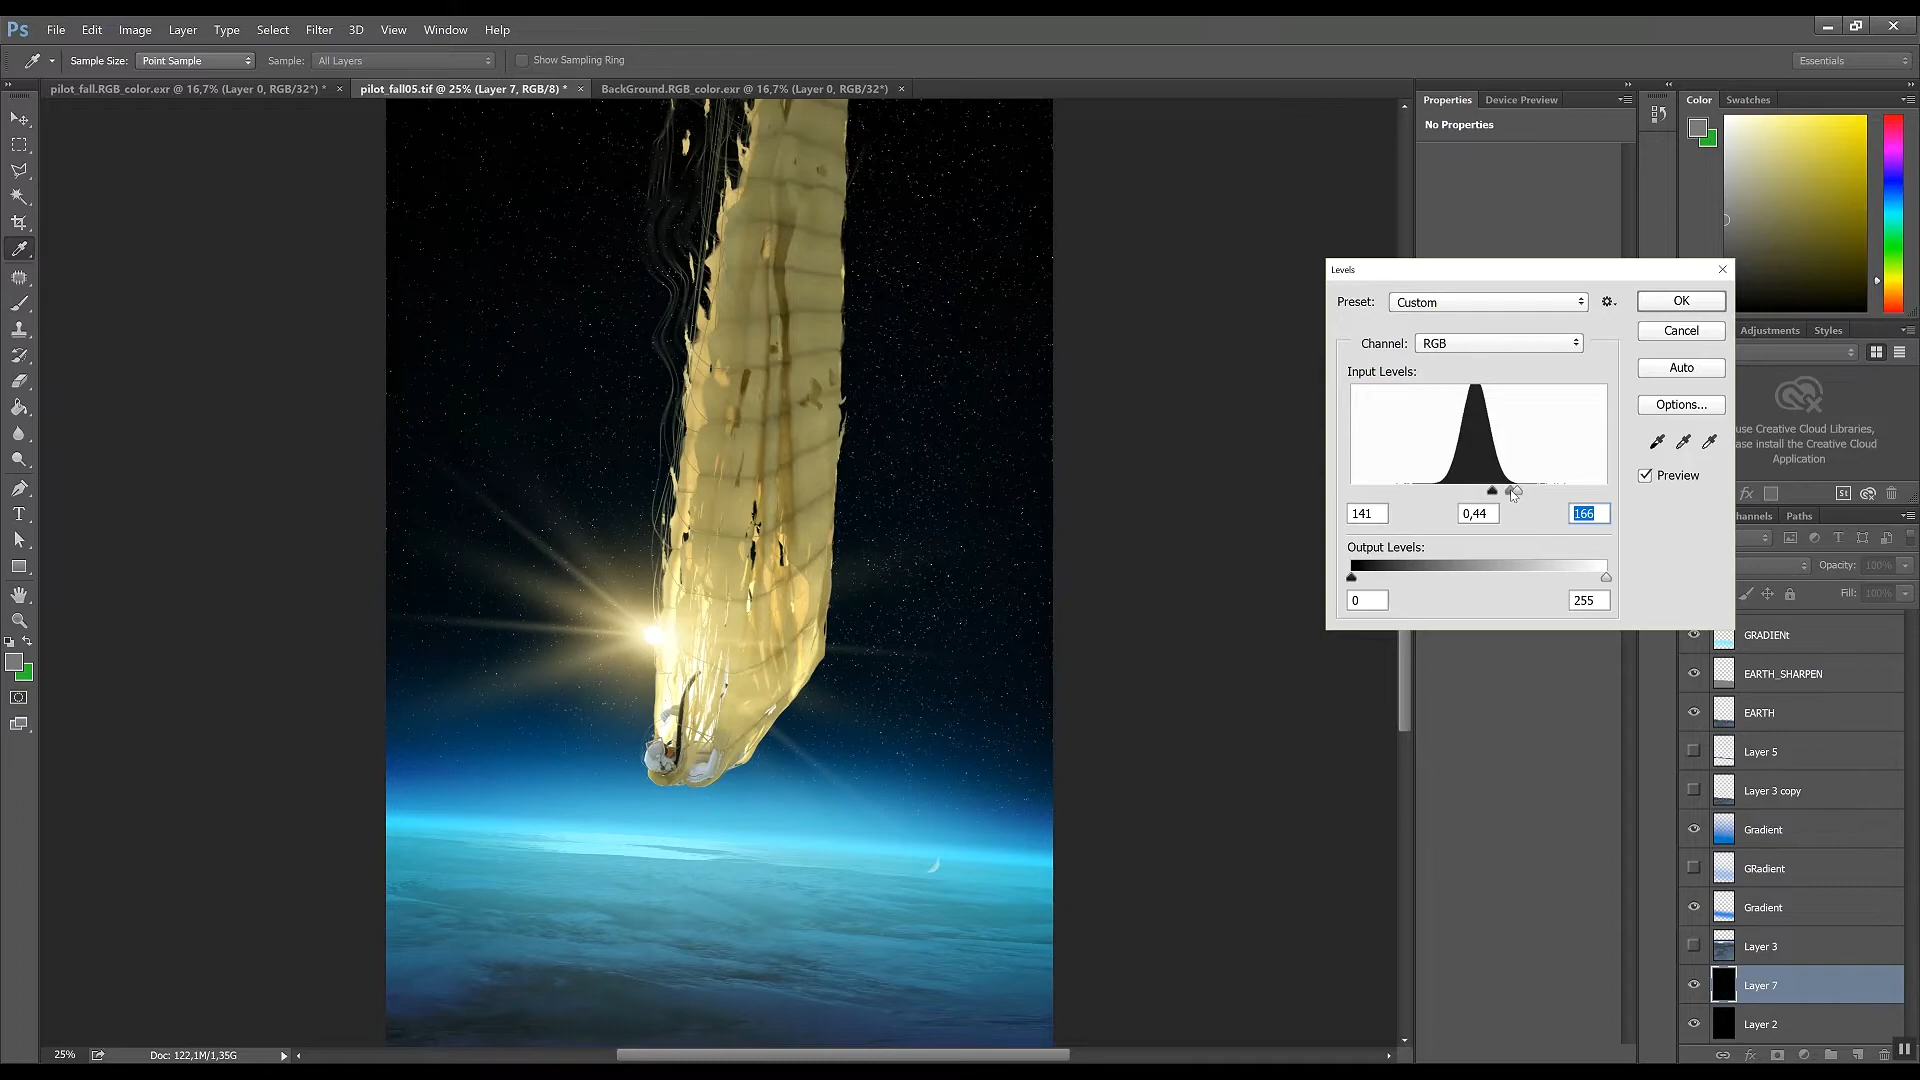 Ps File Edit Image Layer Type Select Filter 3D View Window Help
Sample Size: Point Sample Sample: All Layers Show Sampling Ring Essentials
pilot_fall.RGB_color.exr @ 16,7% (Layer 0, RGB/32*) * × pilot_fall05.tif @ 25% (Layer 7, RGB/8) * × BackGround.RGB_color.exr @ 16,7% (Layer 0, RGB/32*) ×
Properties Device Preview
No Properties
Color Swatches
Levels
Preset: Custom
OK
Channel: RGB
Cancel
Input Levels:
Auto
Options...
Preview
141 0,44 166
Output Levels:
0 255
Adjustments Styles
use Creative Cloud Libraries,
ase install the Creative Cloud
Application
fx St
hannels Paths
Opacity: 100%
Fill: 100%
GRADIENt
EARTH_SHARPEN
EARTH
Layer 5
Layer 3 copy
Gradient
GRadient
Gradient
Layer 3
Layer 7
Layer 2
fx
25% Doc: 122,1M/1,35G